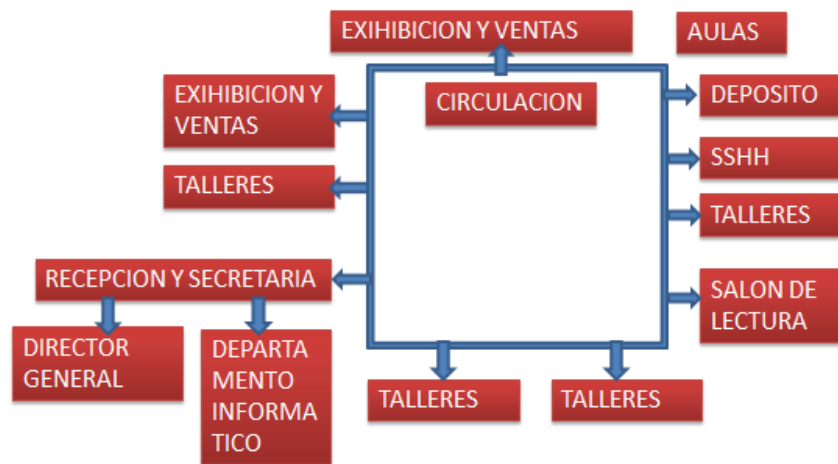 EXIHIBICION Y VENTAS
AULAS
EXIHIBICION Y
VENTAS
CIRCULACION
DEPOSITO
SSHH
TALLERES
TALLERES
RECEPCION Y SECRETARIA
SALON DE
LECTURA
DIRECTOR
GENERAL
DEPARTA
MENTO
INFORMA
TICO
TALLERES
TALLERES